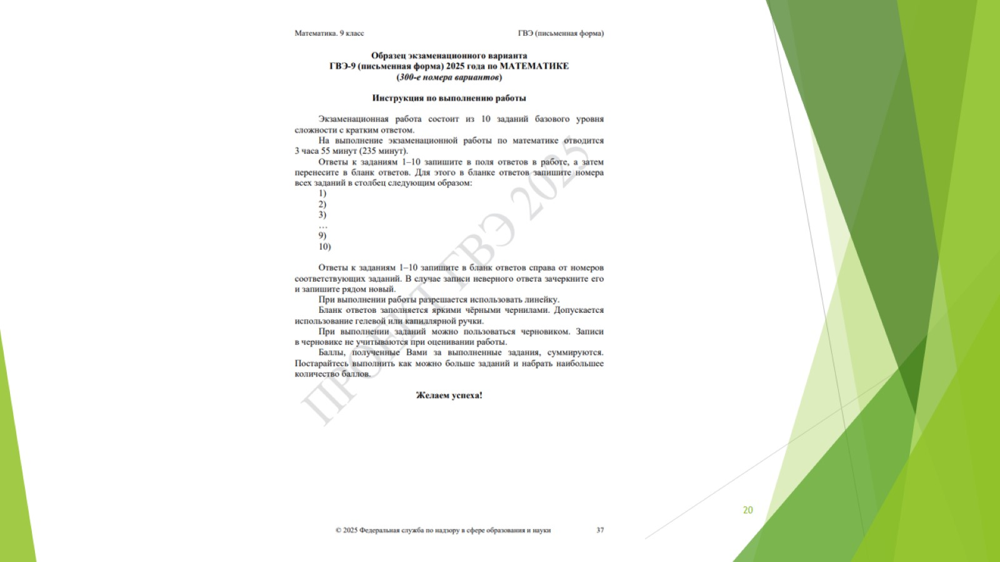 Математика. 9 класс
ГВЭ (письменная форма)
Образец экзаменационного варианта
ГВЭ-9 (письменная форма) 2025 года по МАТЕМАТИКЕ
(300-е номера вариантов)
Инструкция по выполнению работы
Экзаменационная работа состоит из 10 заданий базового уровня
сложности с кратким ответом.
На выполнение экзаменационной работы по математике отводится
3 часа 55 минут (235 минут).
Ответы к заданиям 1–10 запишите в поля ответов в работе, а затем
перенесите в бланк ответов. Для этого в бланке ответов запишите номера
всех заданий в столбец следующим образом:
1)
2)
3)
…
9)
10)
Ответы к заданиям 1–10 запишите в бланк ответов справа от номеров
соответствующих заданий. В случае записи неверного ответа зачеркните его
и запишите рядом новый.
При выполнении работы разрешается использовать линейку.
Бланк ответов заполняется яркими чёрными чернилами. Допускается
использование гелевой или капиллярной ручки.
При выполнении заданий можно пользоваться черновиком. Записи
в черновике не учитываются при оценивании работы.
Баллы, полученные Вами за выполненные задания, суммируются.
Постарайтесь выполнить как можно больше заданий и набрать наибольшее
количество баллов.
Желаем успеха!
ПРОЕКТ ГВЭ 2025
20
© 2025 Федеральная служба по надзору в сфере образования и науки
37